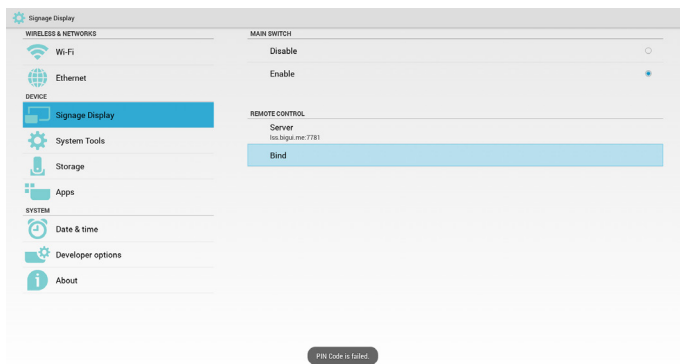 Signage Display
WIRELESS & NETWORKS
Wi-Fi
Ethernet
DEVICE
Signage Display
System Tools
Storage
Apps
SYSTEM
Date & time
Developer options
About
MAIN SWITCH
Disable
Enable
REMOTE CONTROL
Server
lss.bigui.me:7781
Bind
PIN Code is failed.